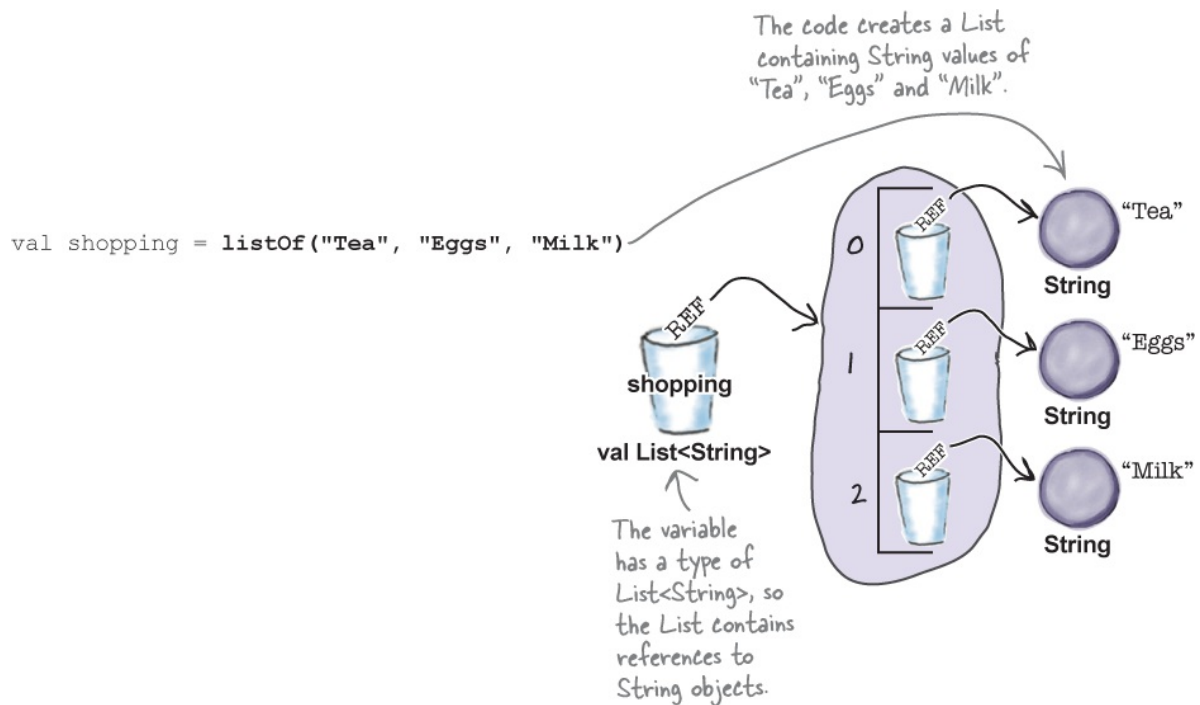 The code creates a List
containing String values of
“Tea”, “Eggs” and “Milk”.
val shopping = listOf("Tea", "Eggs", "Milk")
REF
0
“Tea”
String
REF
shopping
val List<String>
REF
1
“Eggs”
String
REF
2
“Milk”
String
The variable
has a type of
List<String>, so
the List contains
references to
String objects.